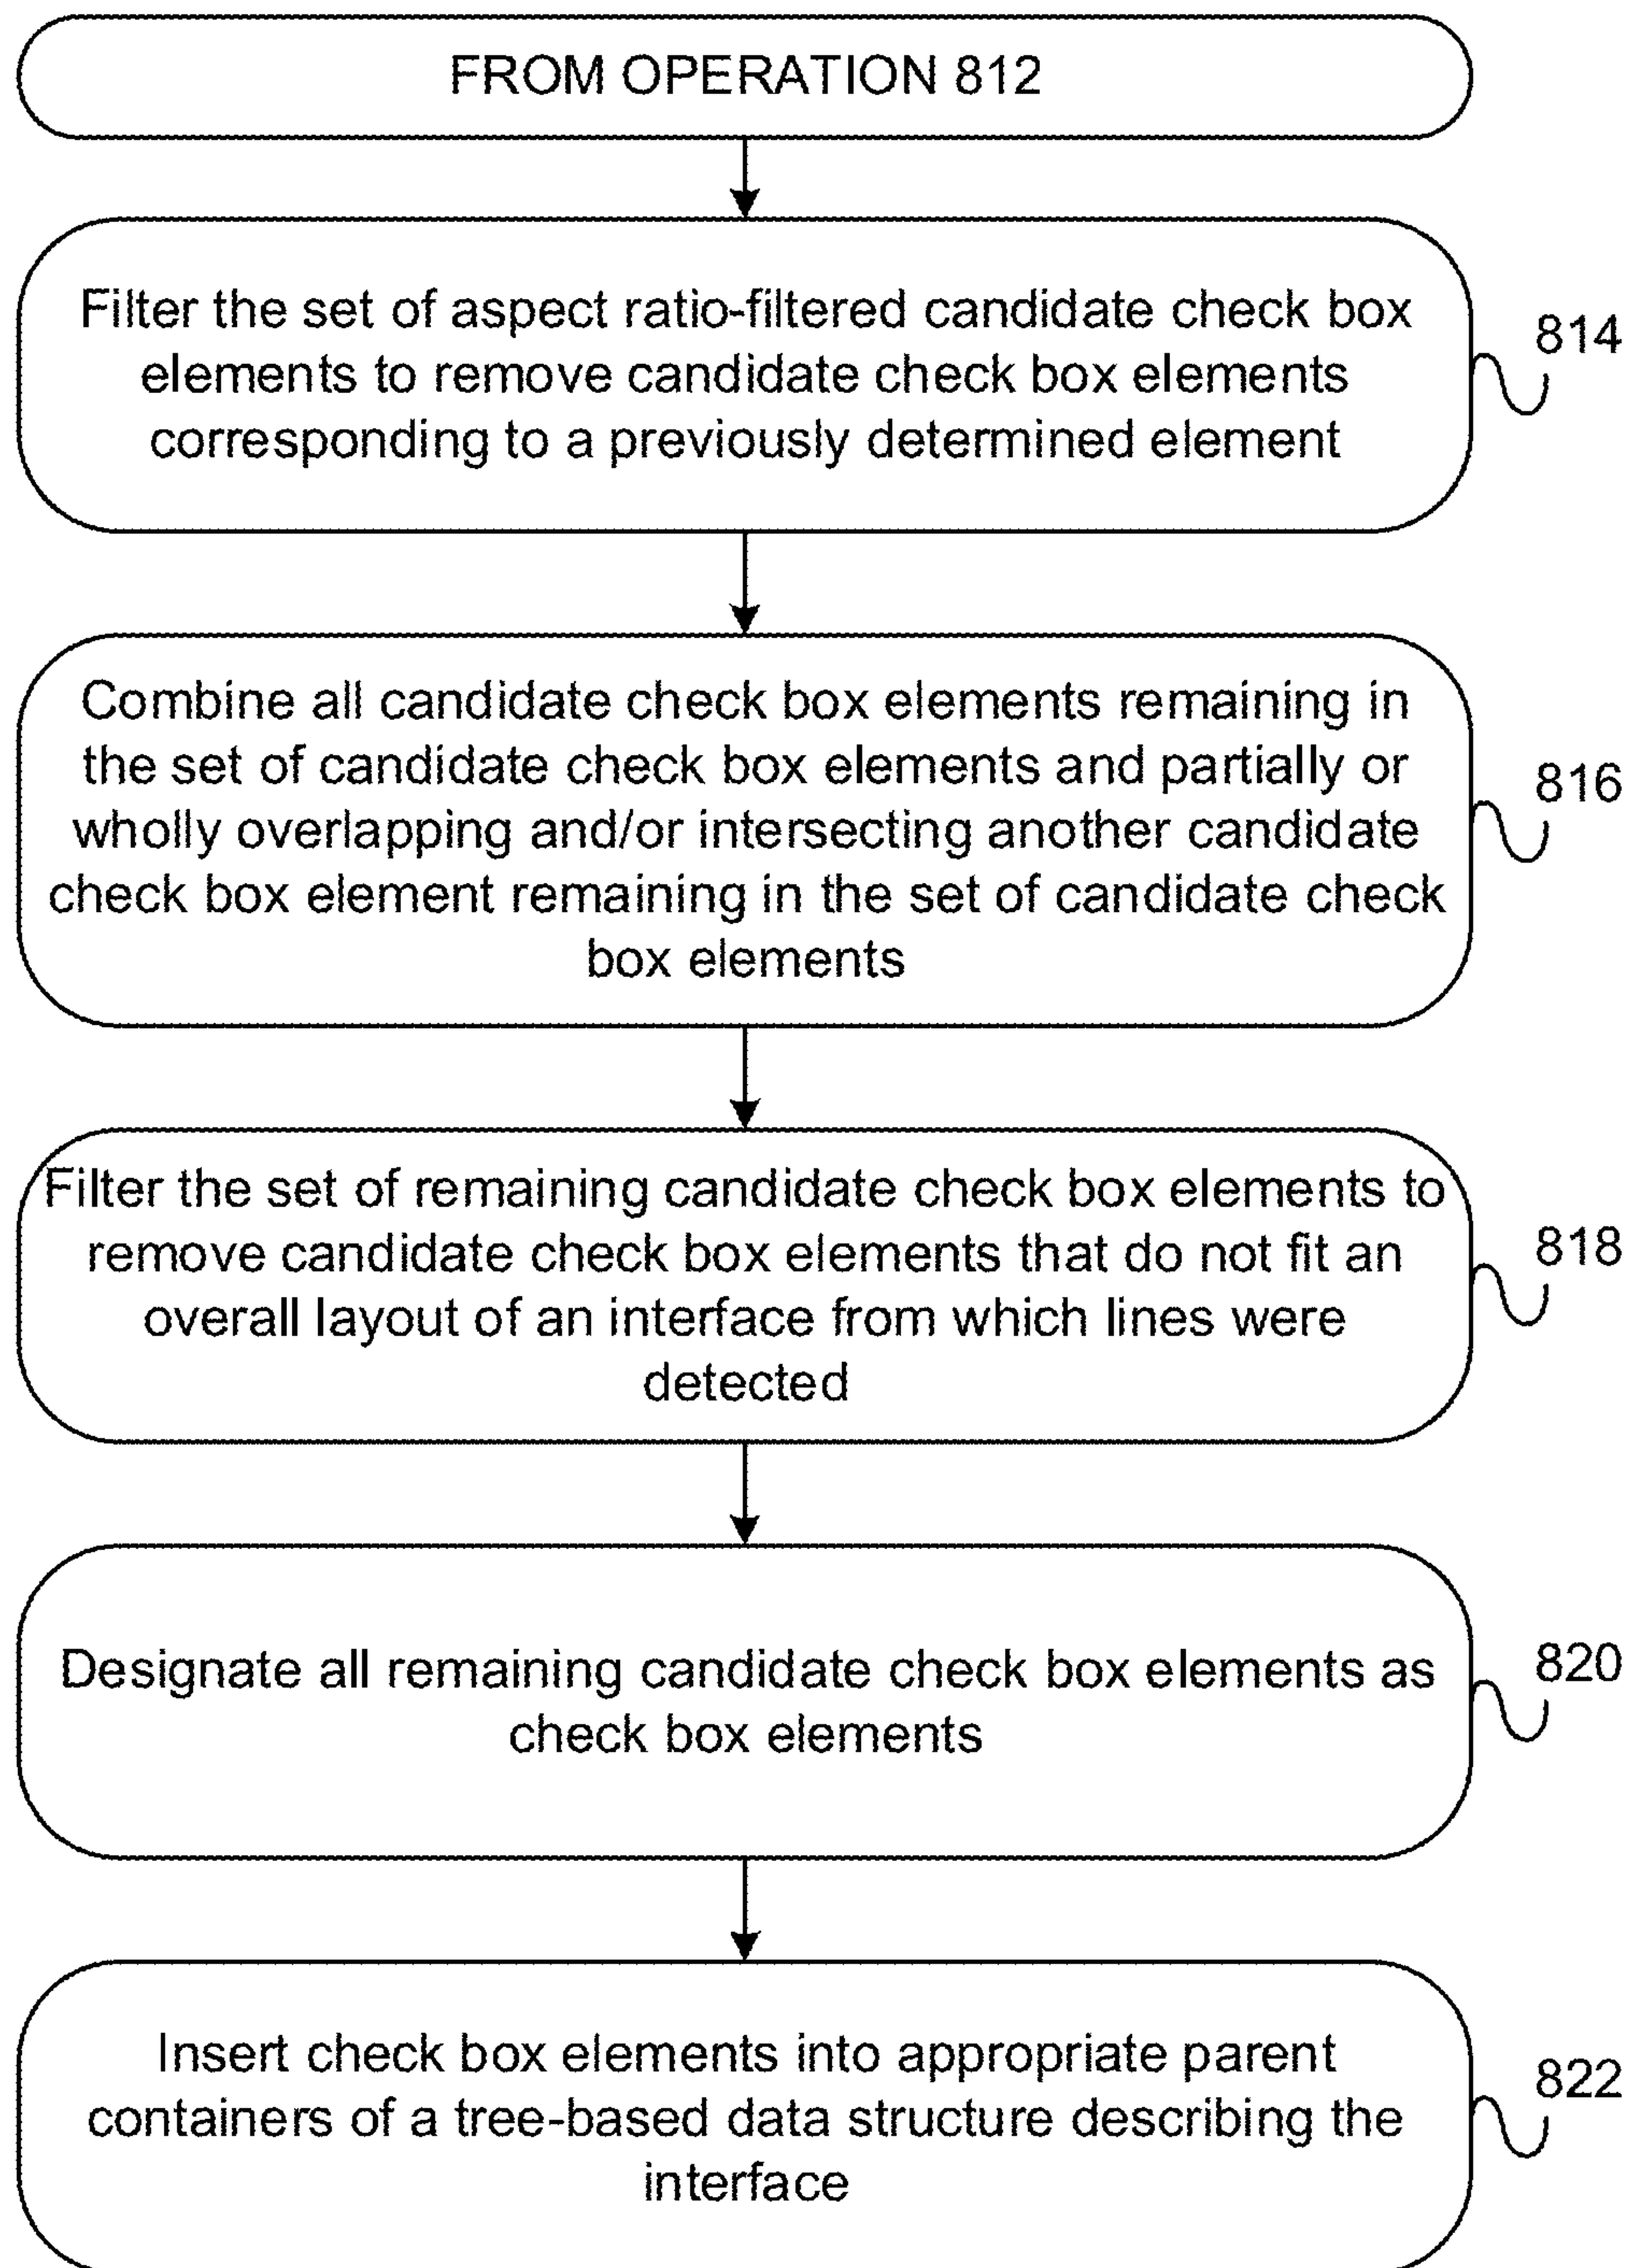 FROM OPERATION 812
Filter the set of aspect ratio-filtered candidate check box
elements to remove candidate check box elements
corresponding to a previously determined element
814
Combine all candidate check box elements remaining in
the set of candidate check box elements and partially or
wholly overlapping and/or intersecting another candidate
check box element remaining in the set of candidate check
box elements
816
Filter the set of remaining candidate check box elements to
remove candidate check box elements that do not fit an
overall layout of an interface from which lines were
detected
818
Designate all remaining candidate check box elements as
check box elements
820
Insert check box elements into appropriate parent
containers of a tree-based data structure describing the
interface
822